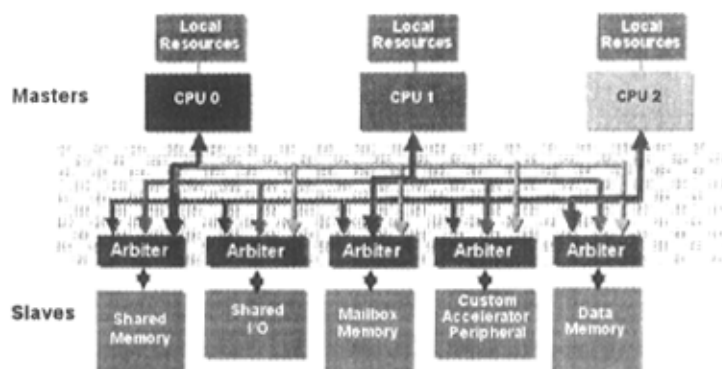 Local
Resources
Local
Resources
Local
Resources
Masters
CPU 0
CPU 1
CPU 2
Arbiter
Arbiter
Arbiter
Arbiter
Arbiter
Slaves
Shared
Memory
Shared
I/O
Mailbox
Memory
Custom
Accelerator
Peripheral
Data
Memory